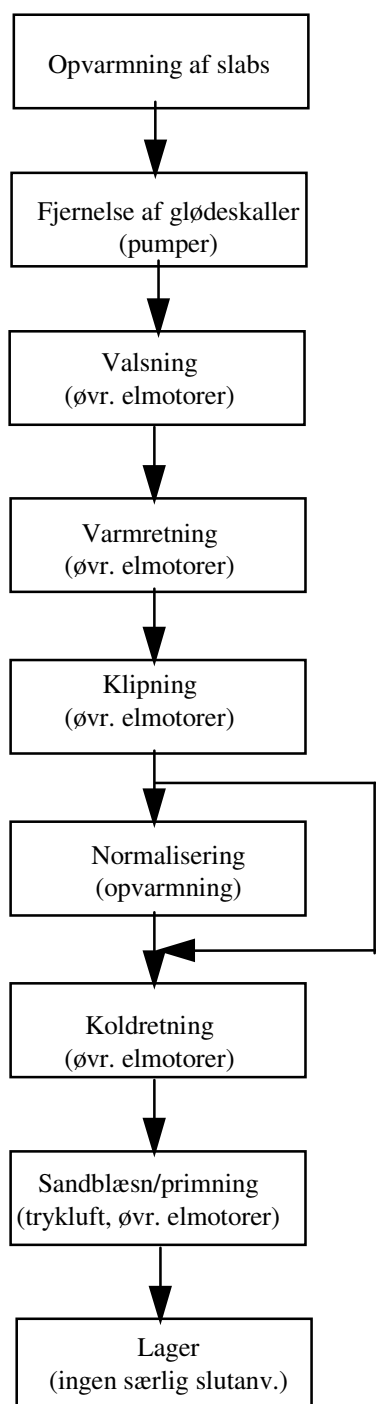 Opvarmning af slabs
Fjernelse af glødeskaller
(pumper)
Valsning
(øvr. elmotorer)
Varmretning
(øvr. elmotorer)
Klipning
(øvr. elmotorer)
Normalisering
(opvarmning)
Koldretning
(øvr. elmotorer)
Sandblæsn/primning
(trykluft, øvr. elmotorer)
Lager
(ingen særlig slutanv.)